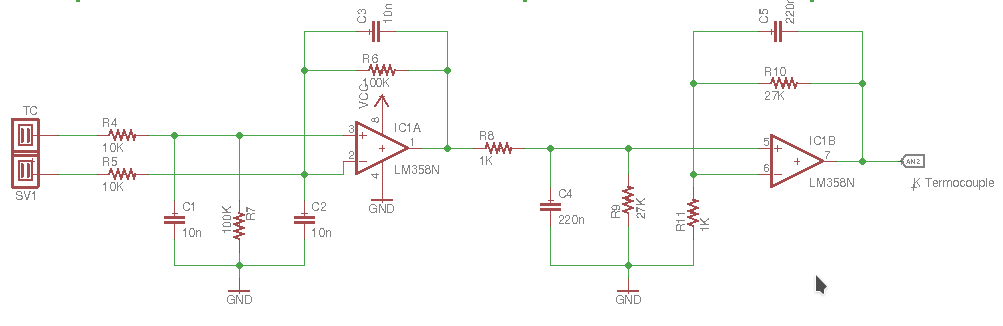 C3
10n
C5
220n
R6
100K
VCC
R10
27K
TC
R4
10K
8
3
IC1A
1
2
LM358N
4
R8
1K
5
IC1B
7
6
LM358N
AN2
K Termocouple
R5
10K
SV1
GND
C1
10n
100K
R7
C2
10n
C4
220n
R9
27K
R11
1K
GND
GND